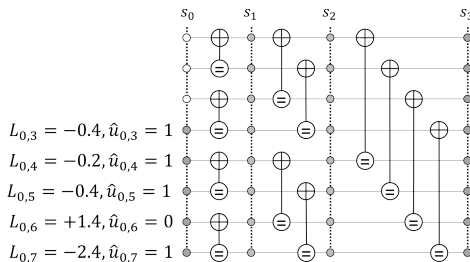 s₀ s₁ s₂ s₃
L₀,₃ = −0.4, û₀,₃ = 1
L₀,₄ = −0.2, û₀,₄ = 1
L₀,₅ = −0.4, û₀,₅ = 1
L₀,₆ = +1.4, û₀,₆ = 0
L₀.₇ = −2.4, û₀.₇ = 1